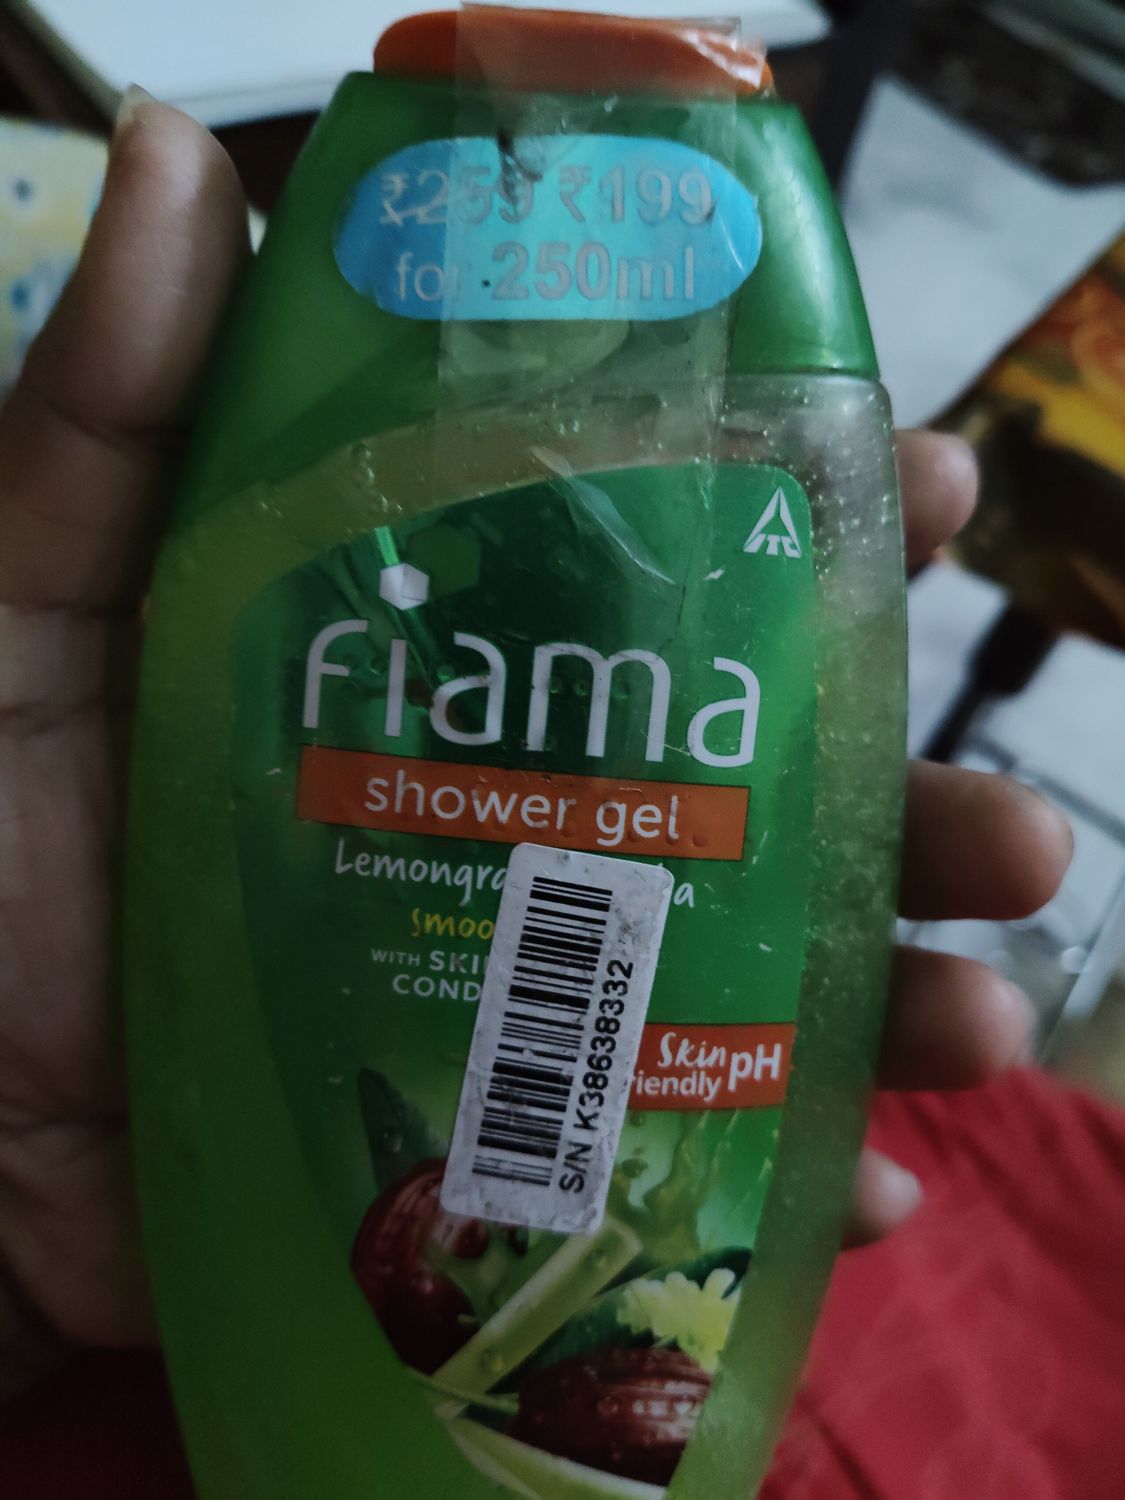 ₹259 ₹199
for 250ml
ITC
fiama
shower gel
Lemongra
smoo
WITH SKI
COND
Skin
riendly pH
S/N K38638332